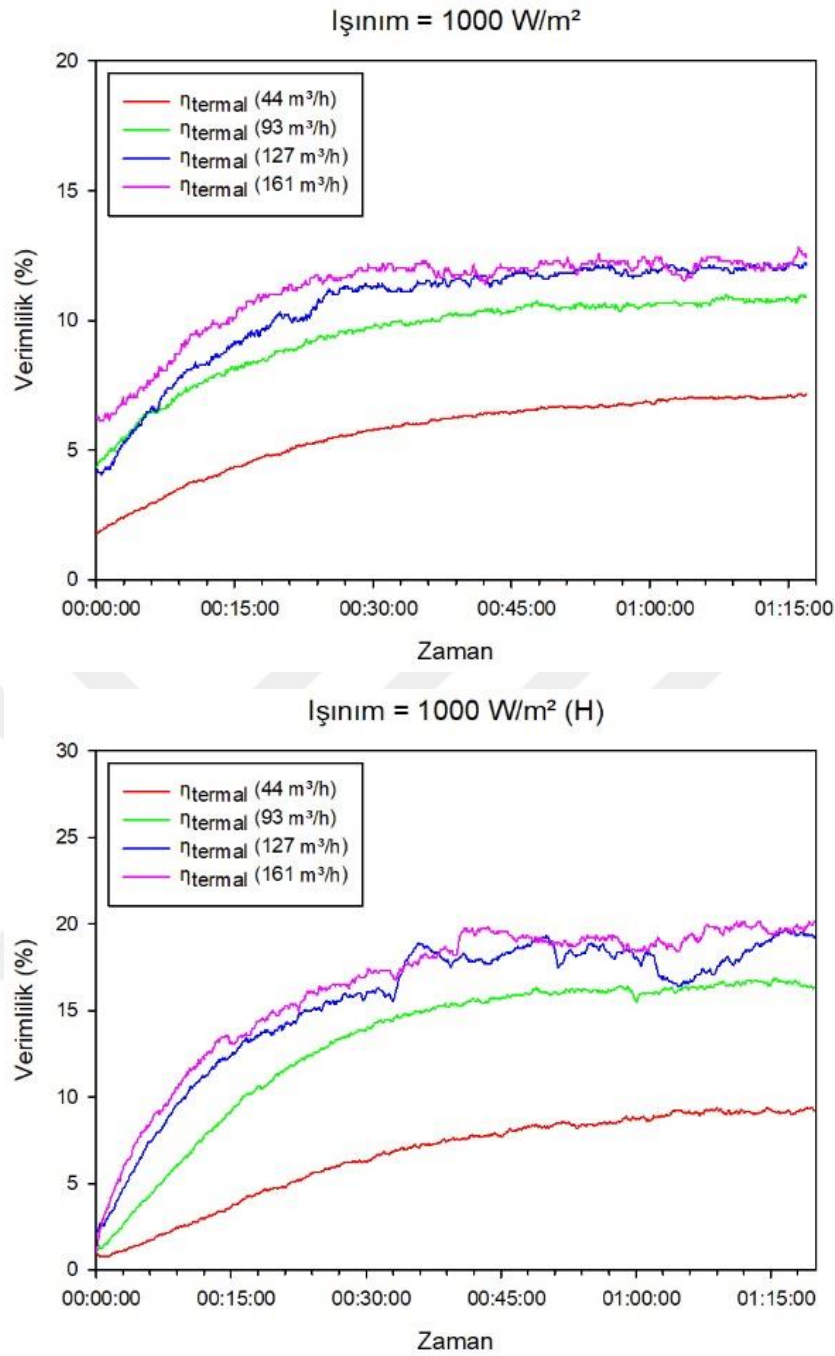 Işınım = 1000 W/m²
20
15
10
5
0
Verimlilik (%)
ηtermal (44 m³/h)
ηtermal (93 m³/h)
ηtermal (127 m³/h)
ηtermal (161 m³/h)
00:00:00 00:15:00 00:30:00 00:45:00 01:00:00 01:15:00
Zaman
Işınım = 1000 W/m² (H)
30
25
20
15
10
5
0
Verimlilik (%)
ηtermal (44 m³/h)
ηtermal (93 m³/h)
ηtermal (127 m³/h)
ηtermal (161 m³/h)
00:00:00 00:15:00 00:30:00 00:45:00 01:00:00 01:15:00
Zaman